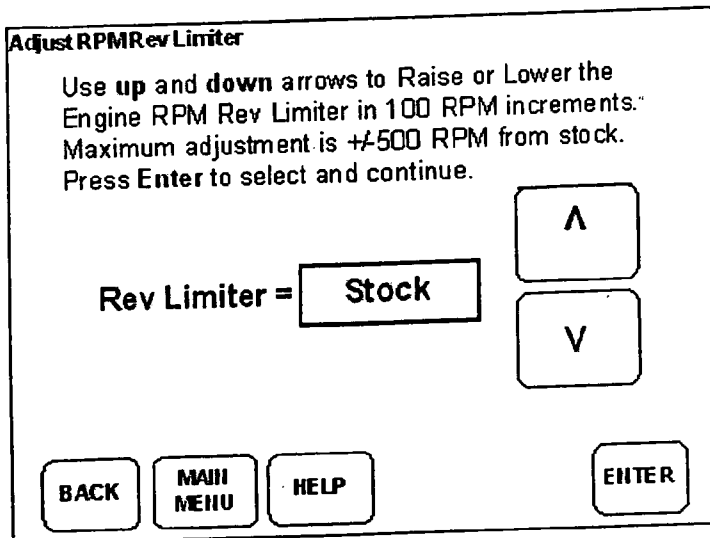 Adjust RPM Rev Limiter
Use up and down arrows to Raise or Lower the
Engine RPM Rev Limiter in 100 RPM increments.
Maximum adjustment is +/-500 RPM from stock.
Press Enter to select and continue.
Λ
Rev Limiter = Stock
V
BACK
MAIN
MENU
HELP
ENTER